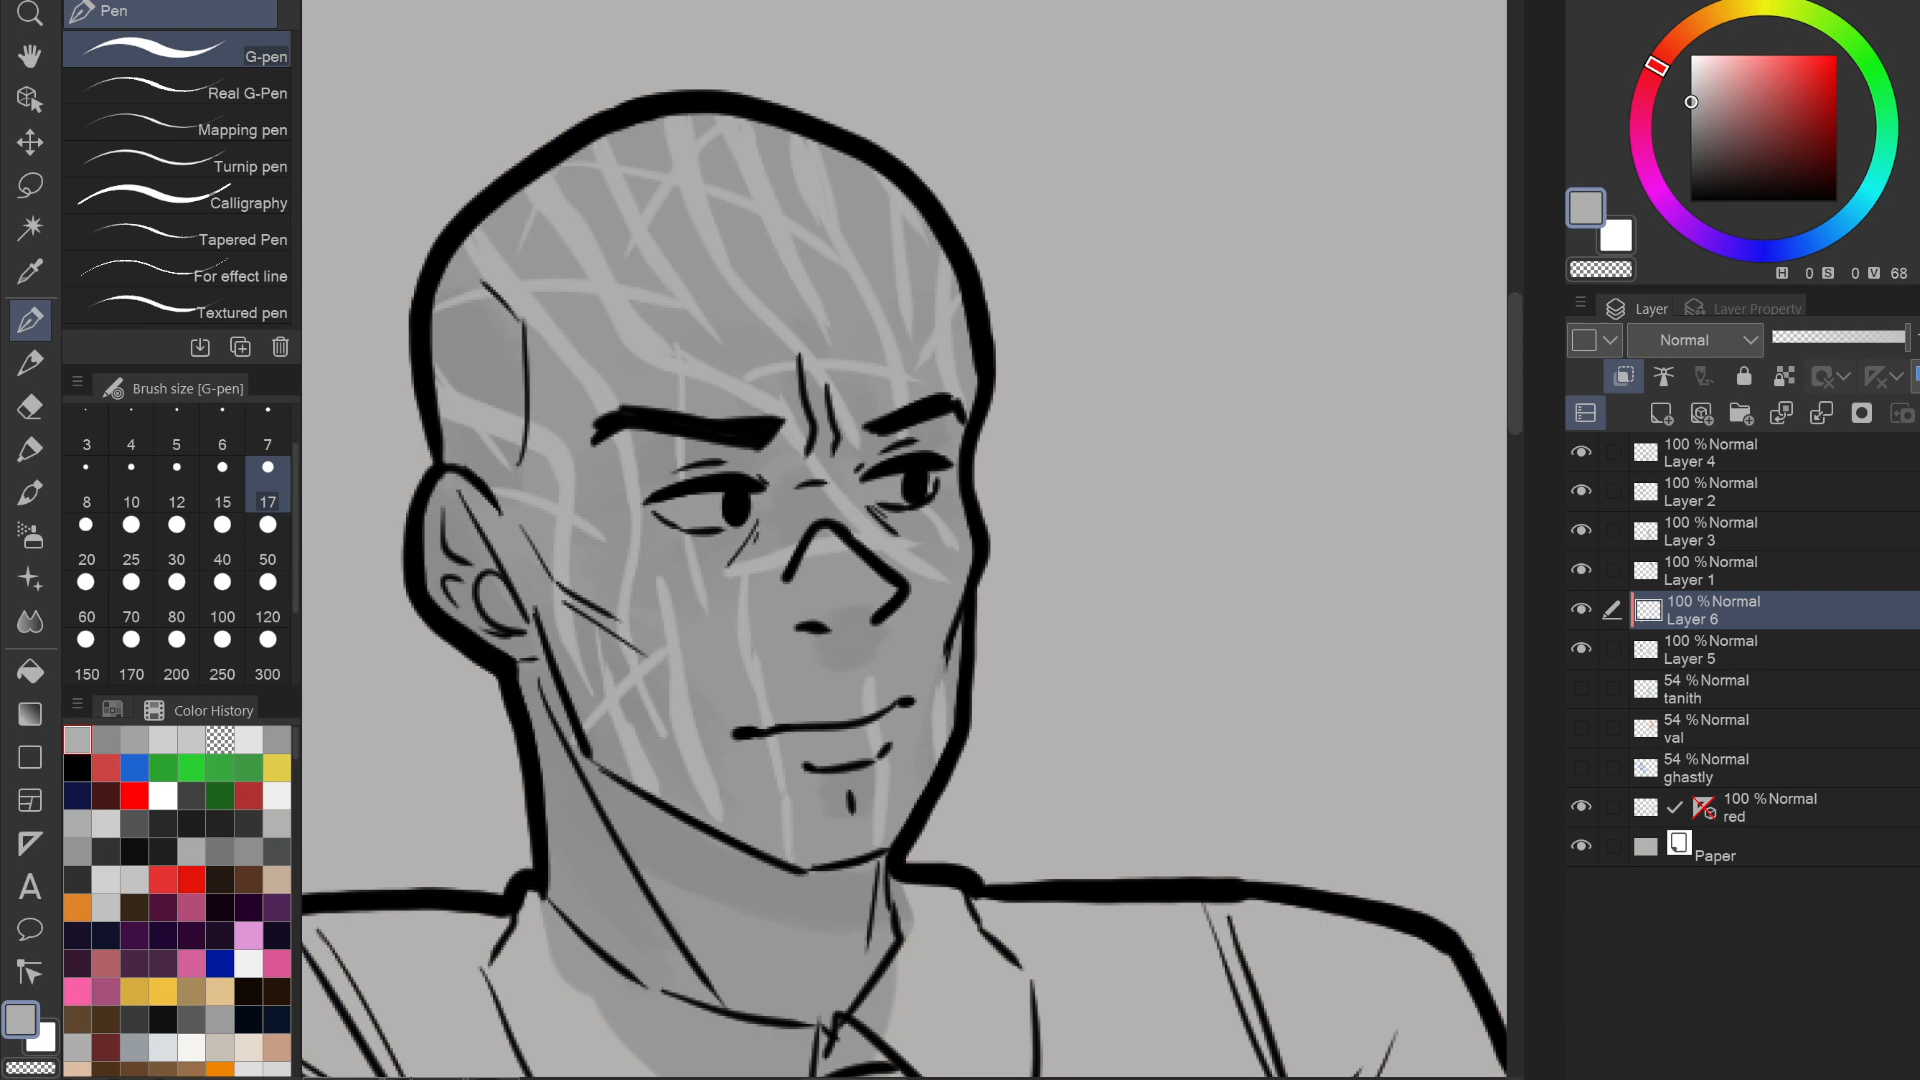 Pen
G-pen
Real G-Pen
Mapping pen
Turnip pen
Calligraphy
Tapered Pen
For effect line
Textured pen
Brush size [G-pen]
3 4 5 6 7
8 10 12 15 17
20 25 30 40 50
60 70 80 100 120
150 170 200 250 300
Color History
H 0 S 0 V 68
Layer Layer Property
Normal
100 %Normal
Layer 4
100 %Normal
Layer 2
100 %Normal
Layer 3
100 %Normal
Layer 1
100 %Normal
Layer 6
100 %Normal
Layer 5
54 %Normal
tanith
54 %Normal
val
54 %Normal
ghastly
100 %Normal
red
Paper